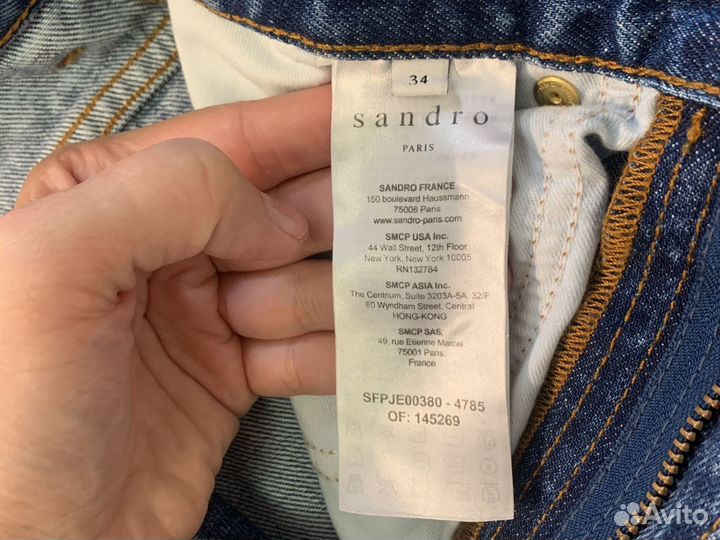 34
sandro
PARIS
SANDRO FRANCE
150 boulevard Haussmann
75008 Paris
www.sandro-paris.com
SMCP USA Inc.
44 Wall Street, 12th Floor
New York, New York 10005
RN132784
SMCP ASIA Inc.
The Centrum, Suite 3203A-5A, 32/F
60 Wyndham Street, Central
HONG-KONG
SMCP SAS,
49, rue Etienne Marcel
75001 Paris,
France
SFPJE00380 - 4785
OF: 145269
Avito